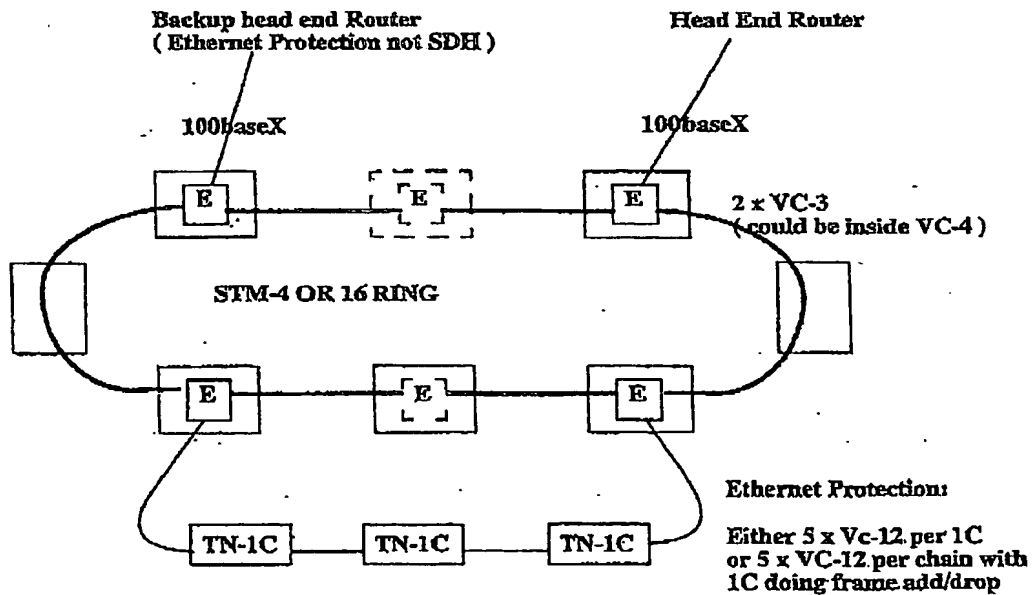 Backup head end Router
( Ethernet Protection not SDH )
Head End Router
100baseX
100baseX
E
E
E
2 x VC-3
( could be inside VC-4 )
STM-4 OR 16 RING
E
E
E
Ethernet Protection:
TN-1C
TN-1C
TN-1C
Either 5 x Vc-12 per 1C
or 5 x VC-12 per chain with
1C doing frame add/drop